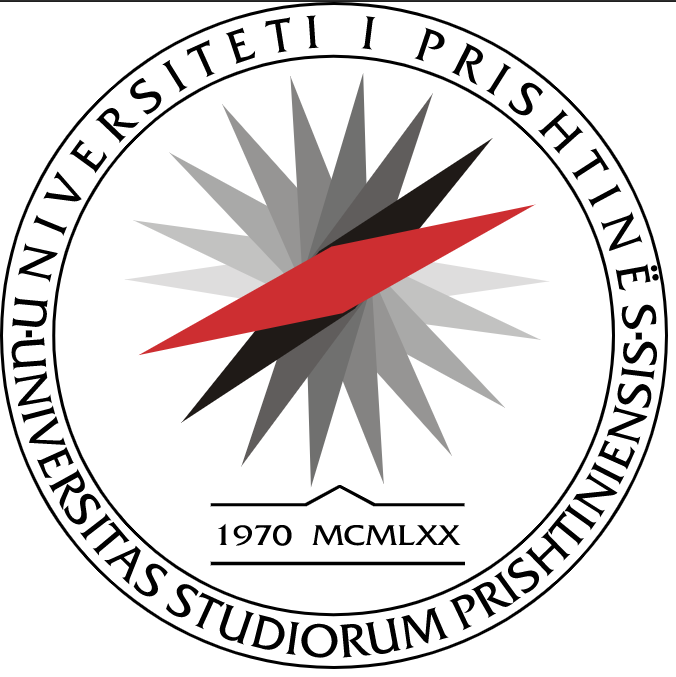 UNIVERSITETI I PRISHTINËS
UNIVERSITAS STUDIORUM PRISHTINIENSIS
1970 MCMLXX